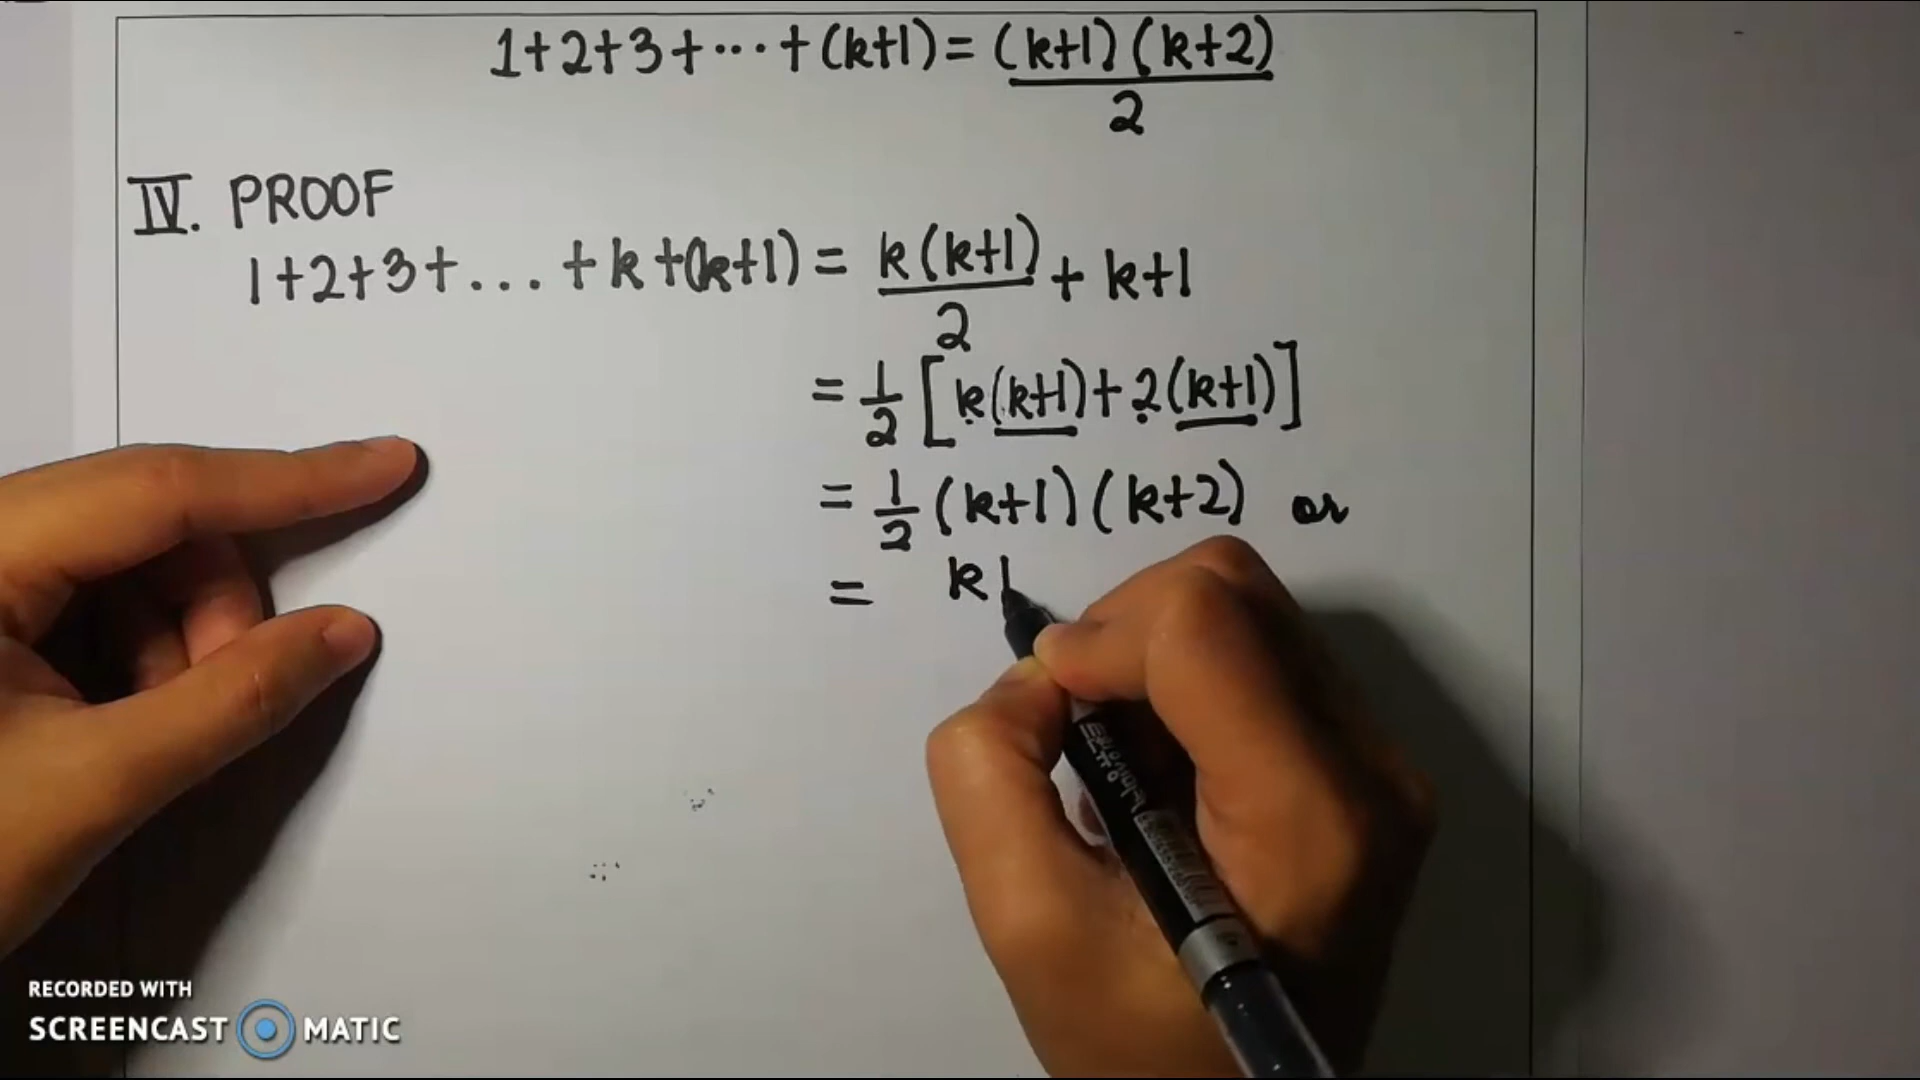 1+2+3+···+(k+1)=(k+1)(k+2)/2
IV. PROOF
1+2+3+...+k+(k+1)=k(k+1)/2+k+1
=1/2[k(k+1)+2(k+1)]
=1/2(k+1)(k+2) or
= k
RECORDED WITH
SCREENCAST MATIC